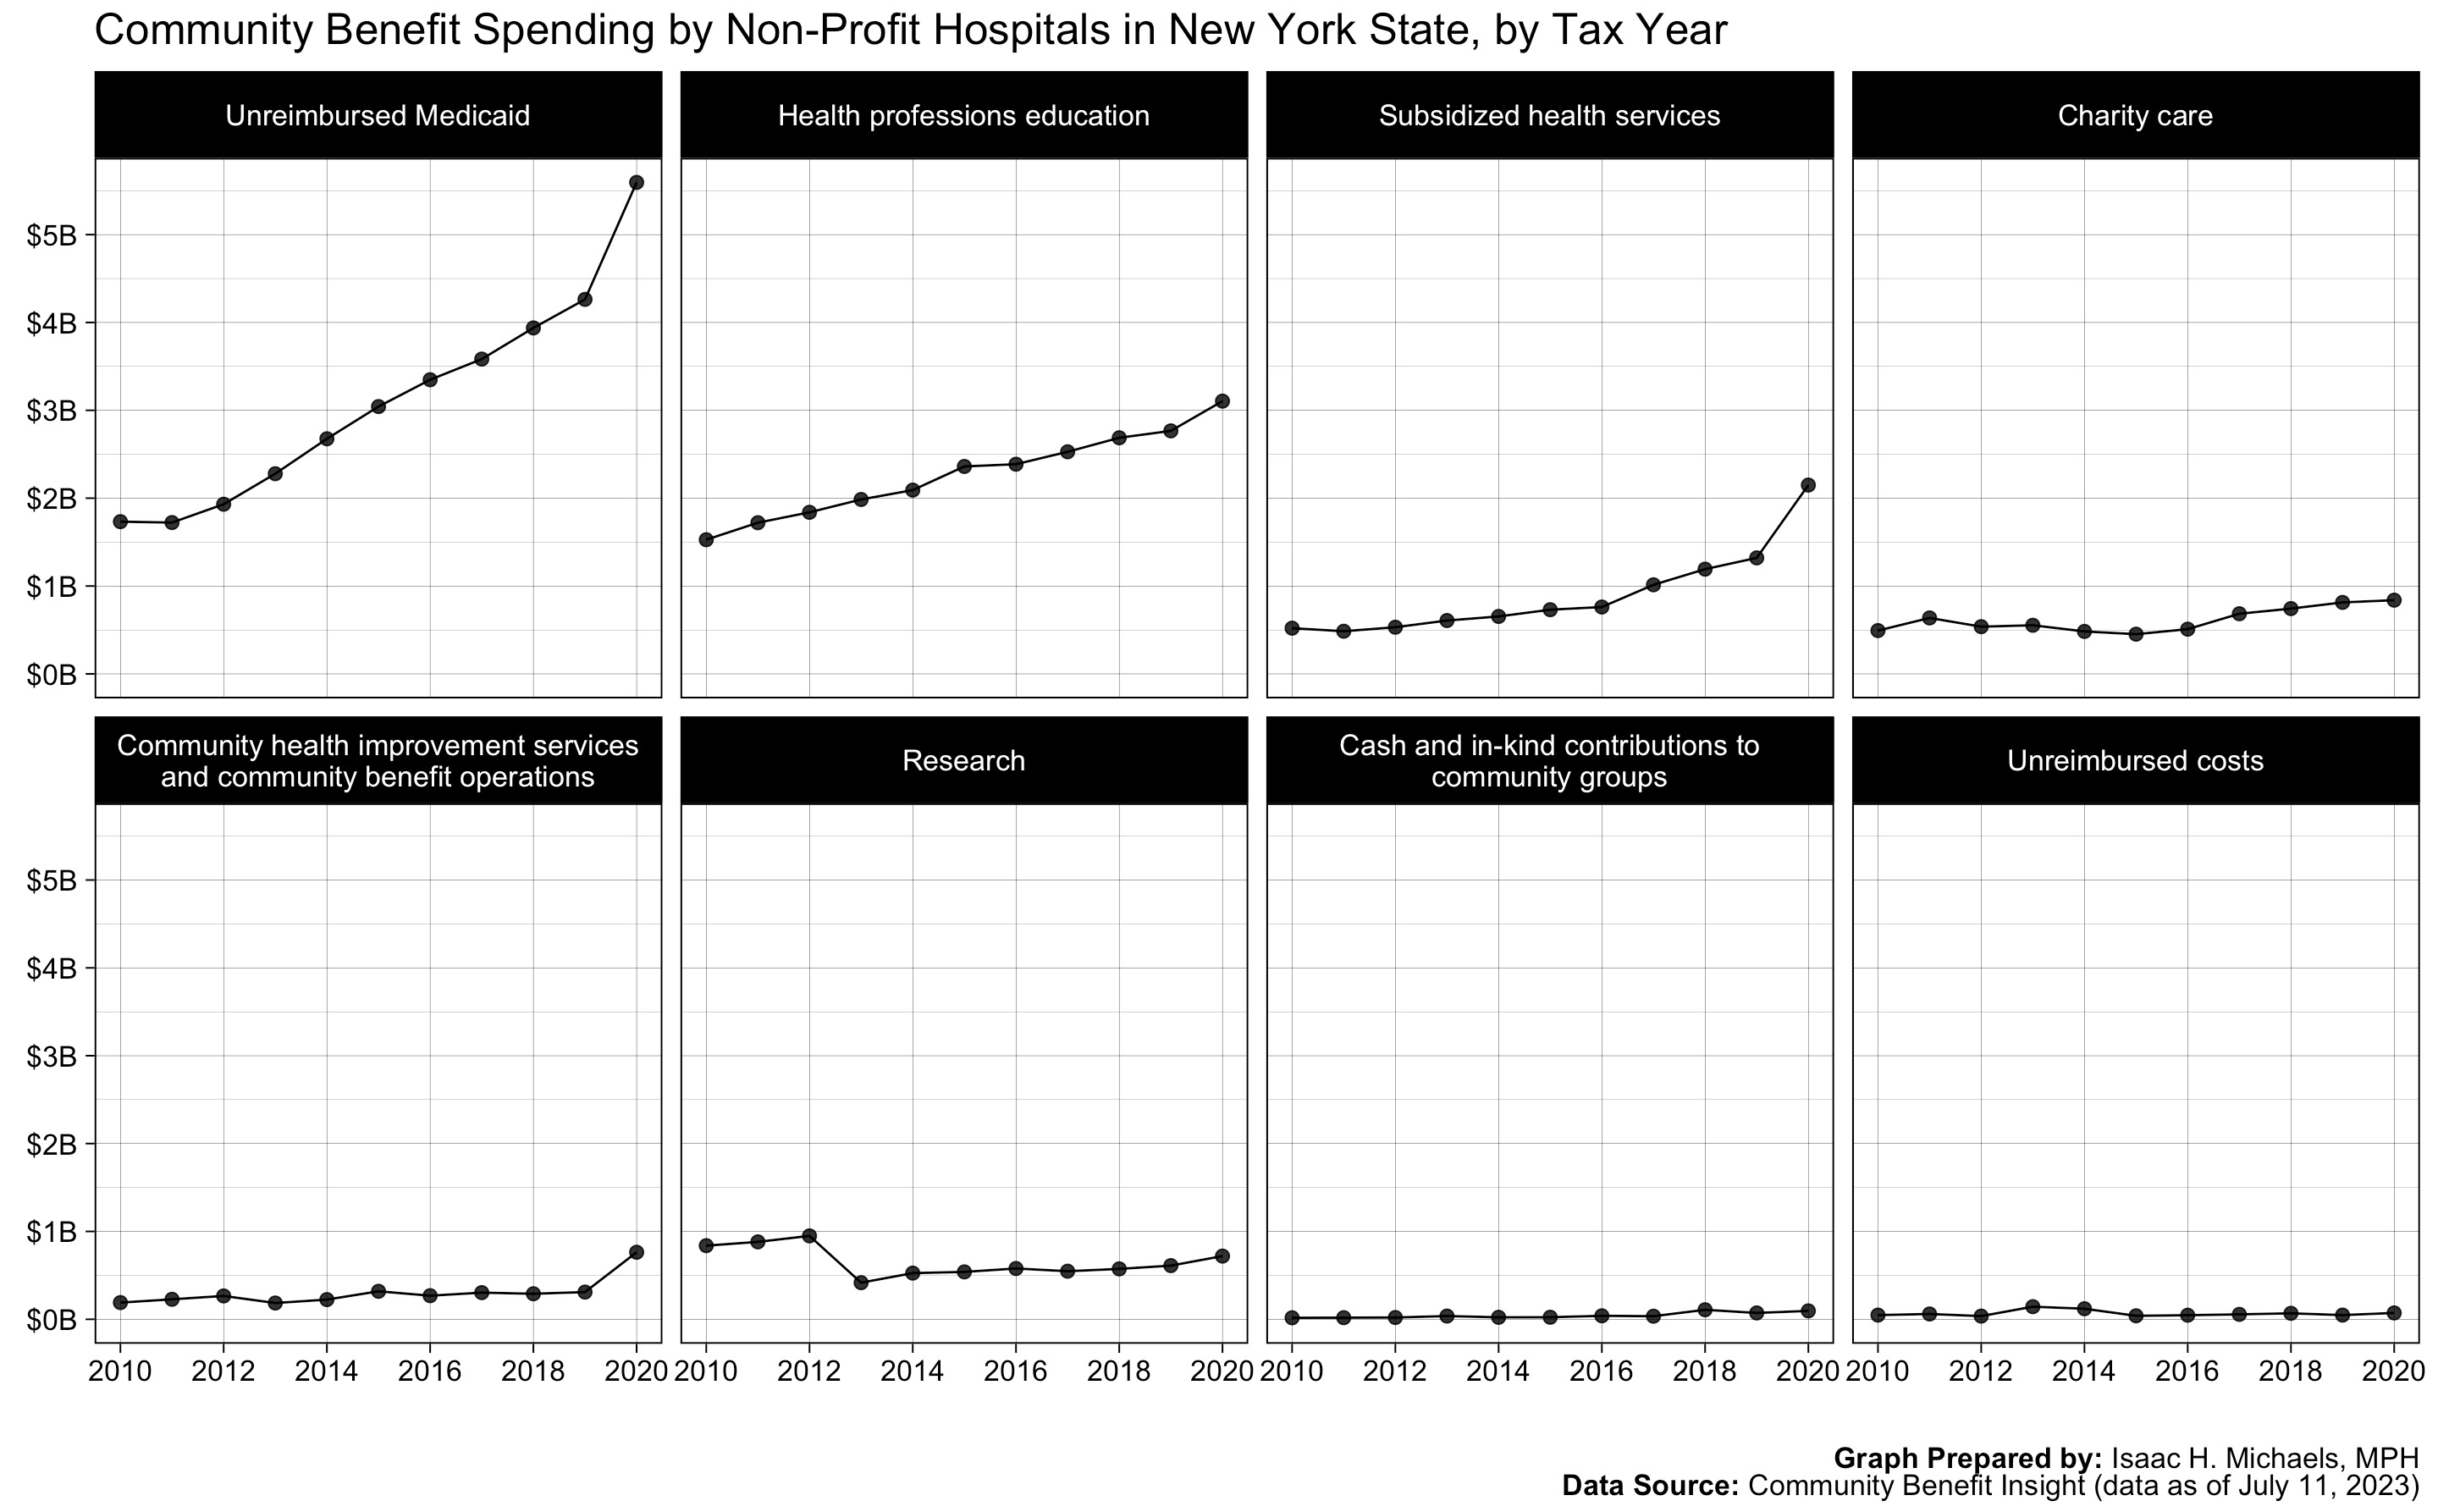 Community Benefit Spending by Non-Profit Hospitals in New York State, by Tax Year
Unreimbursed Medicaid
Health professions education
Subsidized health services
Charity care
$5B
$4B
$3B
$2B
$1B
$0B
Community health improvement services
and community benefit operations
Research
Cash and in-kind contributions to
community groups
Unreimbursed costs
$5B
$4B
$3B
$2B
$1B
$0B
2010 2012 2014 2016 2018 2020
2010 2012 2014 2016 2018 2020
2010 2012 2014 2016 2018 2020
2010 2012 2014 2016 2018 2020
Graph Prepared by: Isaac H. Michaels, MPH
Data Source: Community Benefit Insight (data as of July 11, 2023)